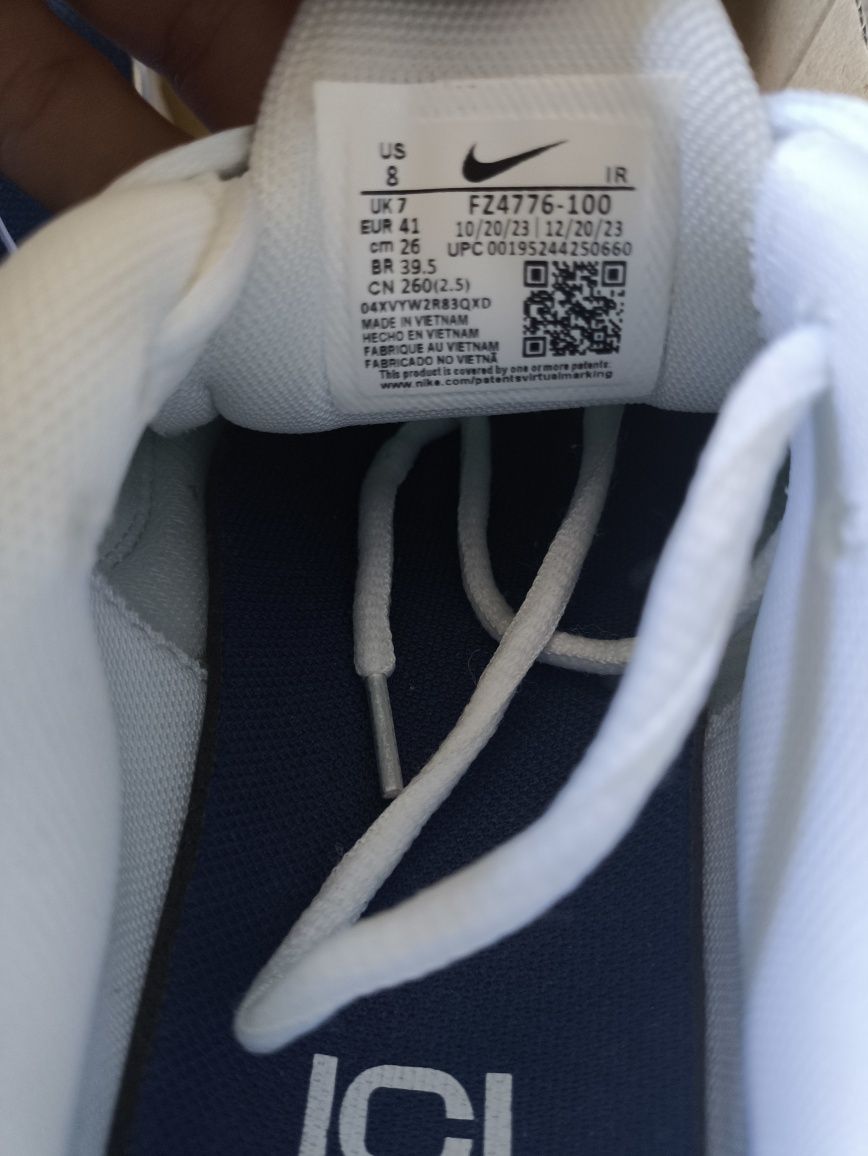 US
8
IR
UK 7
FZ4776-100
EUR 41
10/20/23 | 12/20/23
cm 26
UPC 00195244250660
BR 39.5
CN 260(2.5)
04XVYW2R83QXD
MADE IN VIETNAM
HECHO EN VIETNAM
FABRIQUE AU VIETNAM
FABRICADO NO VIETNÃ
This product is covered by one or more patents:
www.nike.com/patentsvirtualmarking